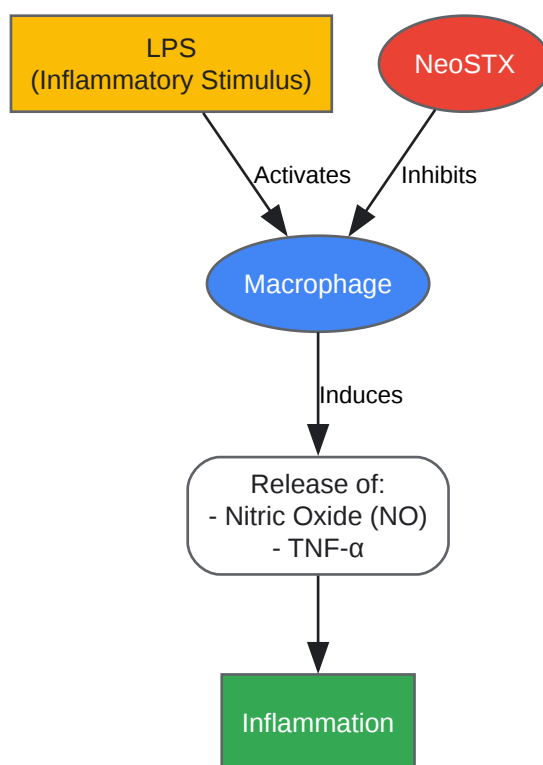 LPS
(Inflammatory Stimulus)
NeoSTX
Activates
Inhibits
Macrophage
Induces
Release of:
- Nitric Oxide (NO)
- TNF-α
Inflammation